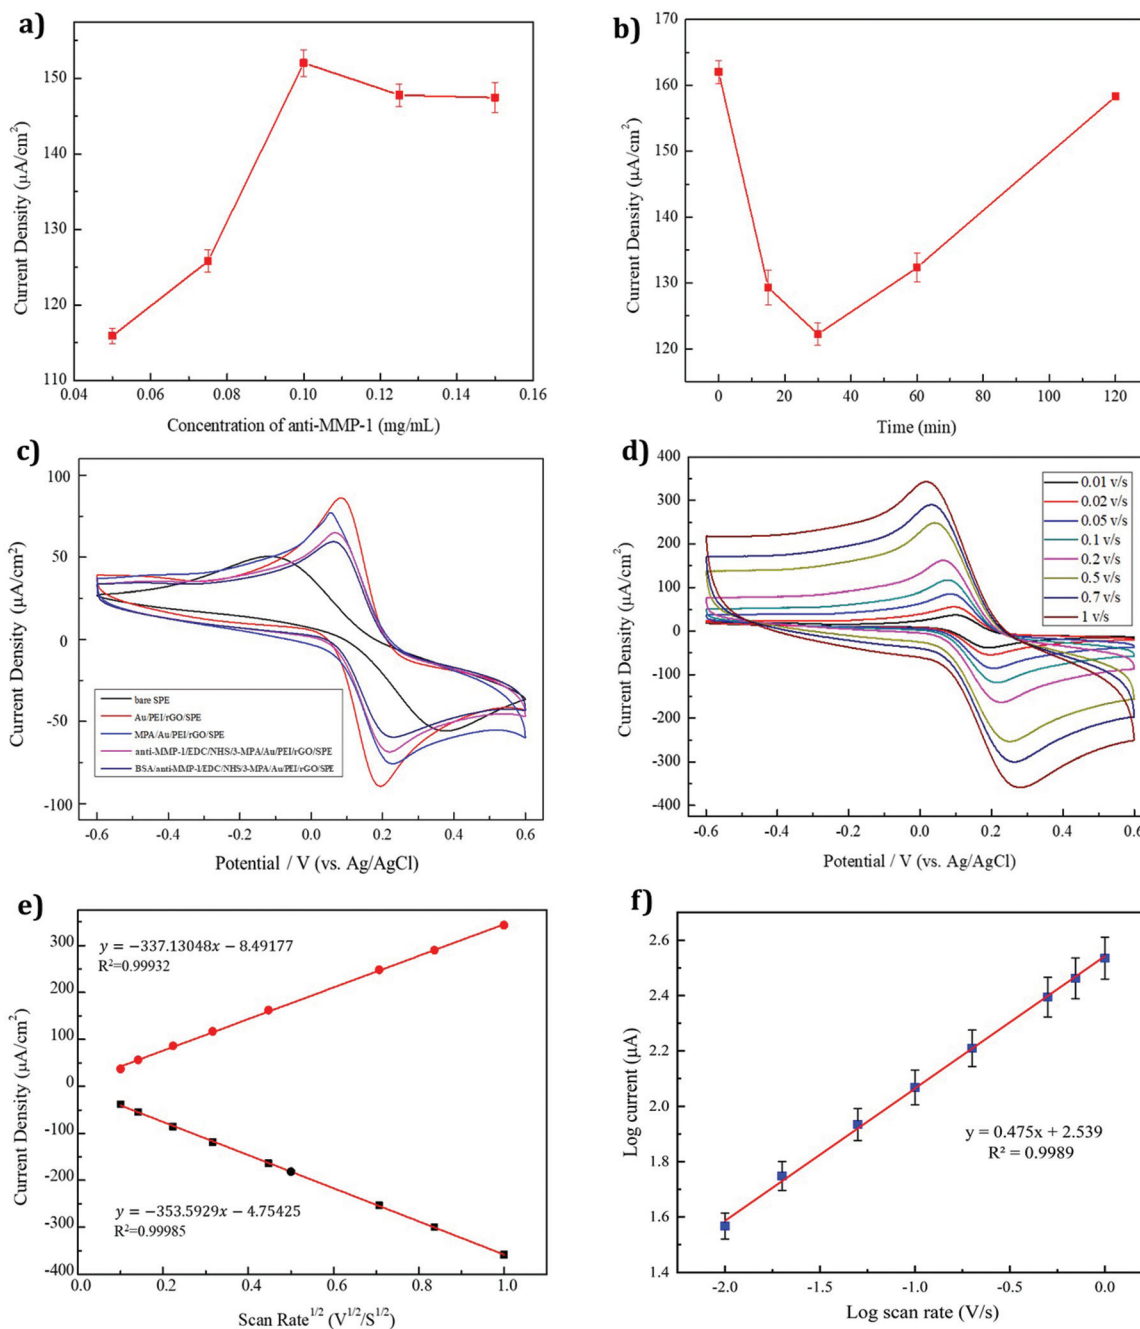 a)
150
140
130
120
110
Current Density (μA/cm²)
0.04 0.06 0.08 0.10 0.12 0.14 0.16
Concentration of anti-MMP-1 (mg/mL)
b)
170
160
150
140
130
120
Current Density (μA/cm²)
0 20 40 60 80 100 120
Time (min)
c)
100
50
0
-50
-100
Current Density (μA/cm²)
bare SPE
Au/PEI/rGO/SPE
MPA/Au/PEI/rGO/SPE
anti-MMP-1/EDC/NHS/3-MPA/Au/PEI/rGO/SPE
BSA/anti-MMP-1/EDC/NHS/3-MPA/Au/PEI/rGO/SPE
-0.6 -0.4 -0.2 0.0 0.2 0.4 0.6
Potential / V (vs. Ag/AgCl)
d)
400
300
200
100
0
-100
-200
-300
-400
Current Density (μA/cm²)
0.01 v/s
0.02 v/s
0.05 v/s
0.1 v/s
0.2 v/s
0.5 v/s
0.7 v/s
1 v/s
-0.6 -0.4 -0.2 0.0 0.2 0.4 0.6
Potential / V (vs. Ag/AgCl)
e)
300
200
100
0
-100
-200
-300
-400
Current Density (μA/cm²)
y = −337.13048x − 8.49177
R²=0.99932
y = −353.5929x − 4.75425
R²=0.99985
0.0 0.2 0.4 0.6 0.8 1.0
Scan Rate^1/2 (V^1/2/S^1/2)
f)
2.6
2.4
2.2
2.0
1.8
1.6
1.4
Log current (μA)
y = 0.475x + 2.539
R² = 0.9989
-2.0 -1.5 -1.0 -0.5 0.0
Log scan rate (V/s)